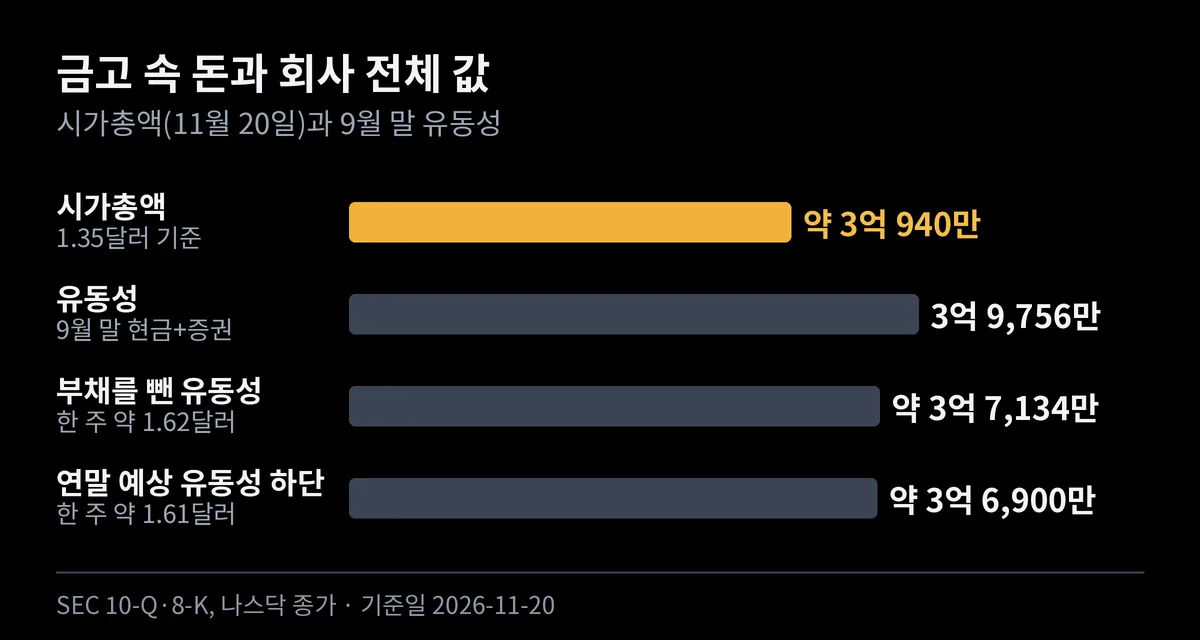 금고 속 돈과 회사 전체 값
시가총액(11월 20일)과 9월 말 유동성
시가총액
1.35달러 기준
약 3억 940만
유동성
9월 말 현금+증권
3억 9,756만
부채를 뺀 유동성
한 주 약 1.62달러
약 3억 7,134만
연말 예상 유동성 하단
한 주 약 1.61달러
약 3억 6,900만
SEC 10-Q·8-K, 나스닥 종가 · 기준일 2026-11-20